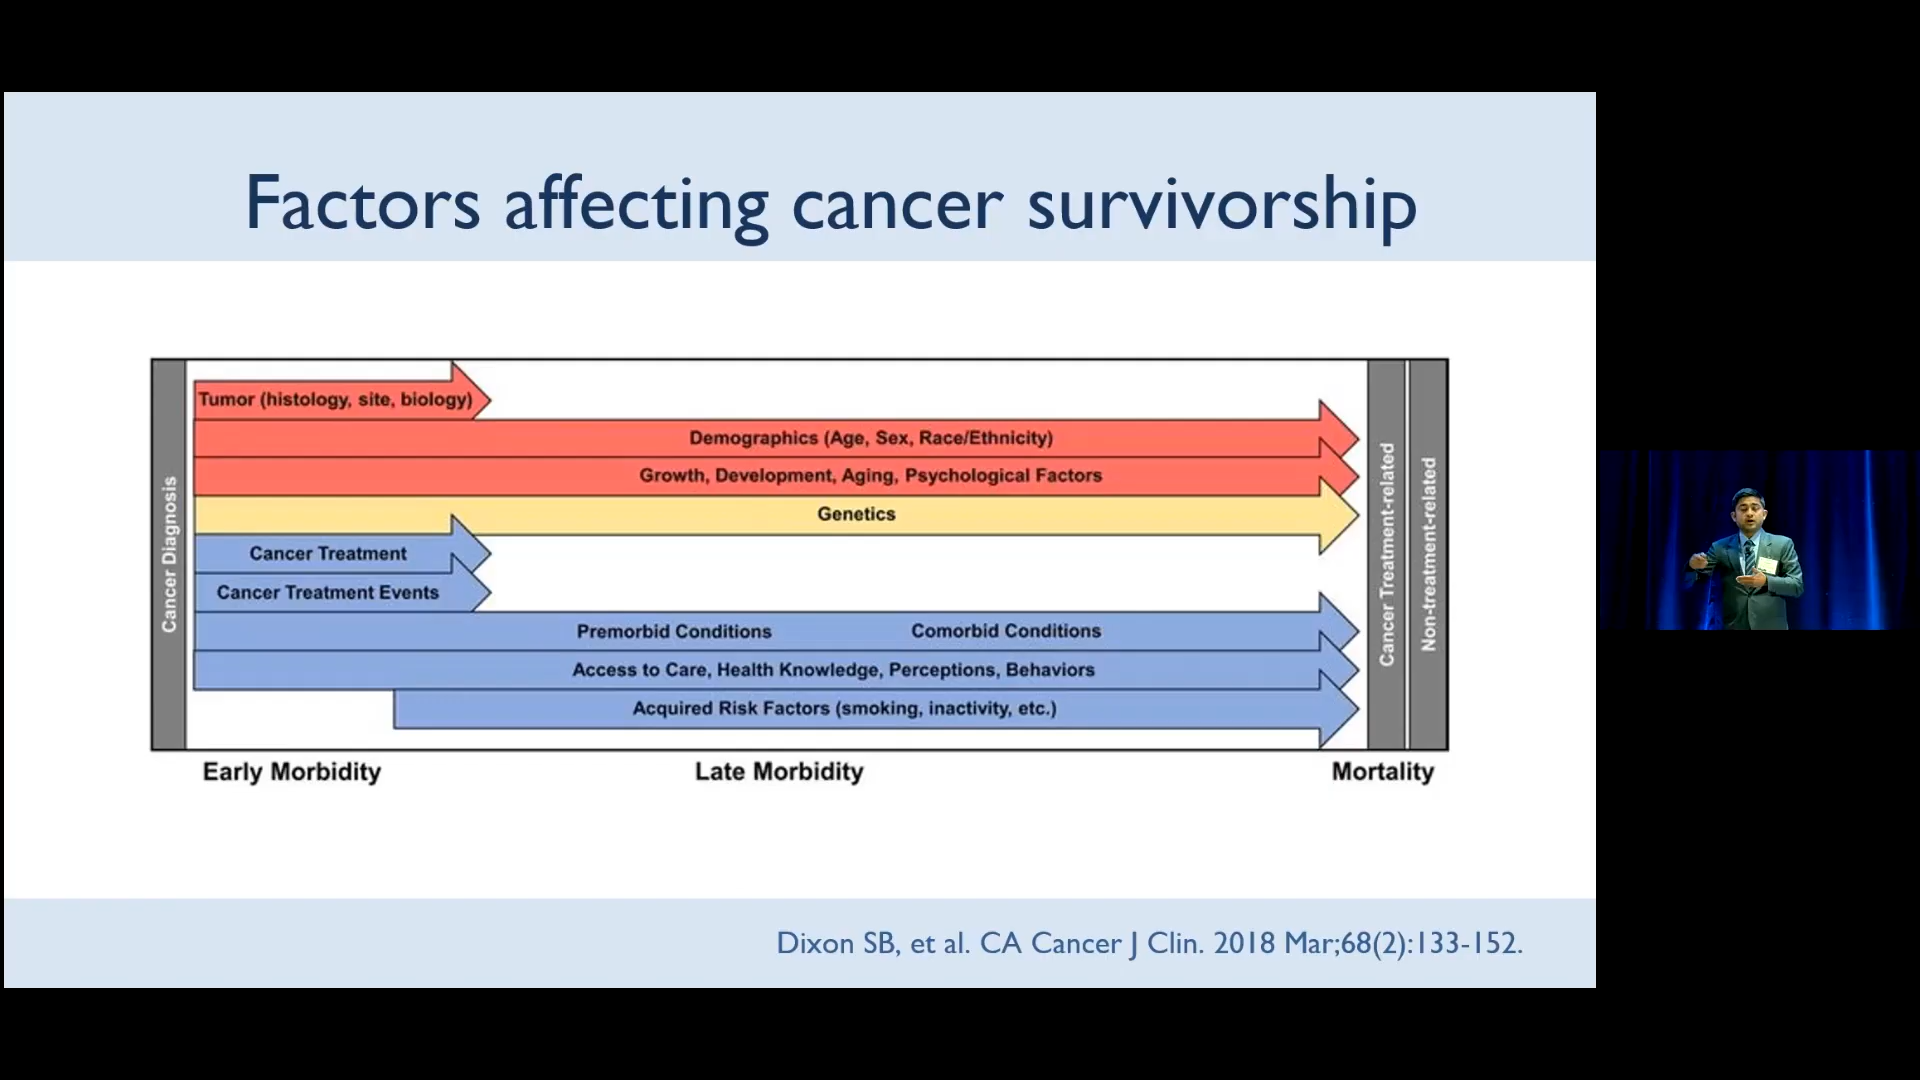 Factors affecting cancer survivorship
Cancer Diagnosis
Tumor (histology, site, biology)
Demographics (Age, Sex, Race/Ethnicity)
Growth, Development, Aging, Psychological Factors
Genetics
Cancer Treatment
Cancer Treatment Events
Premorbid Conditions Comorbid Conditions
Access to Care, Health Knowledge, Perceptions, Behaviors
Acquired Risk Factors (smoking, inactivity, etc.)
Cancer Treatment-related
Non-treatment-related
Early Morbidity Late Morbidity Mortality
Dixon SB, et al. CA Cancer J Clin. 2018 Mar;68(2):133-152.